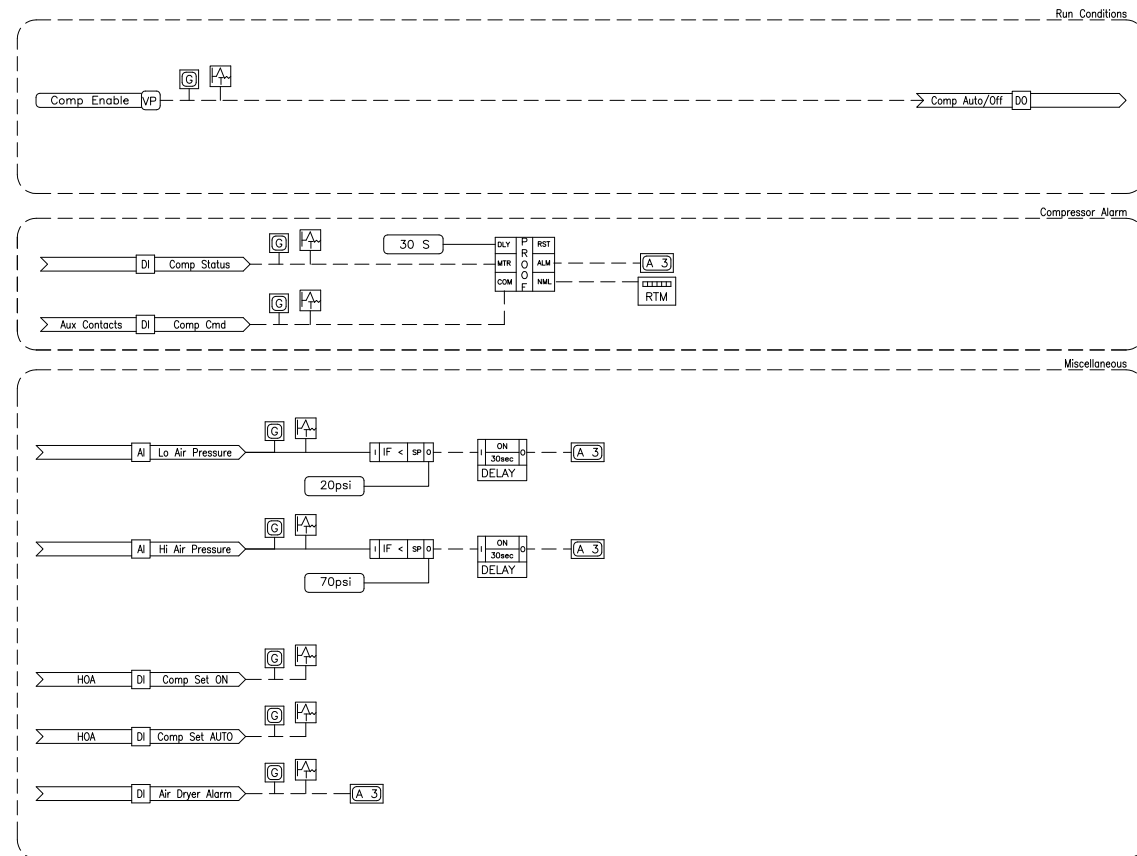 Run Conditions
G T
Comp Enable VP Comp Auto/Off DO
Compressor Alarm
G T 30 S
DI Comp Status
DLY MTR COM
PROOF
RST ALM NML
A 3
RTM
G T
Aux Contacts DI Comp Cmd
Miscellaneous
G T
AI Lo Air Pressure I IF < SP O I ON 30sec O A 3
DELAY
20psi
G T
AI Hi Air Pressure I IF < SP O I ON 30sec O A 3
DELAY
70psi
G T
HOA DI Comp Set ON
G T
HOA DI Comp Set AUTO
G T
DI Air Dryer Alarm A 3